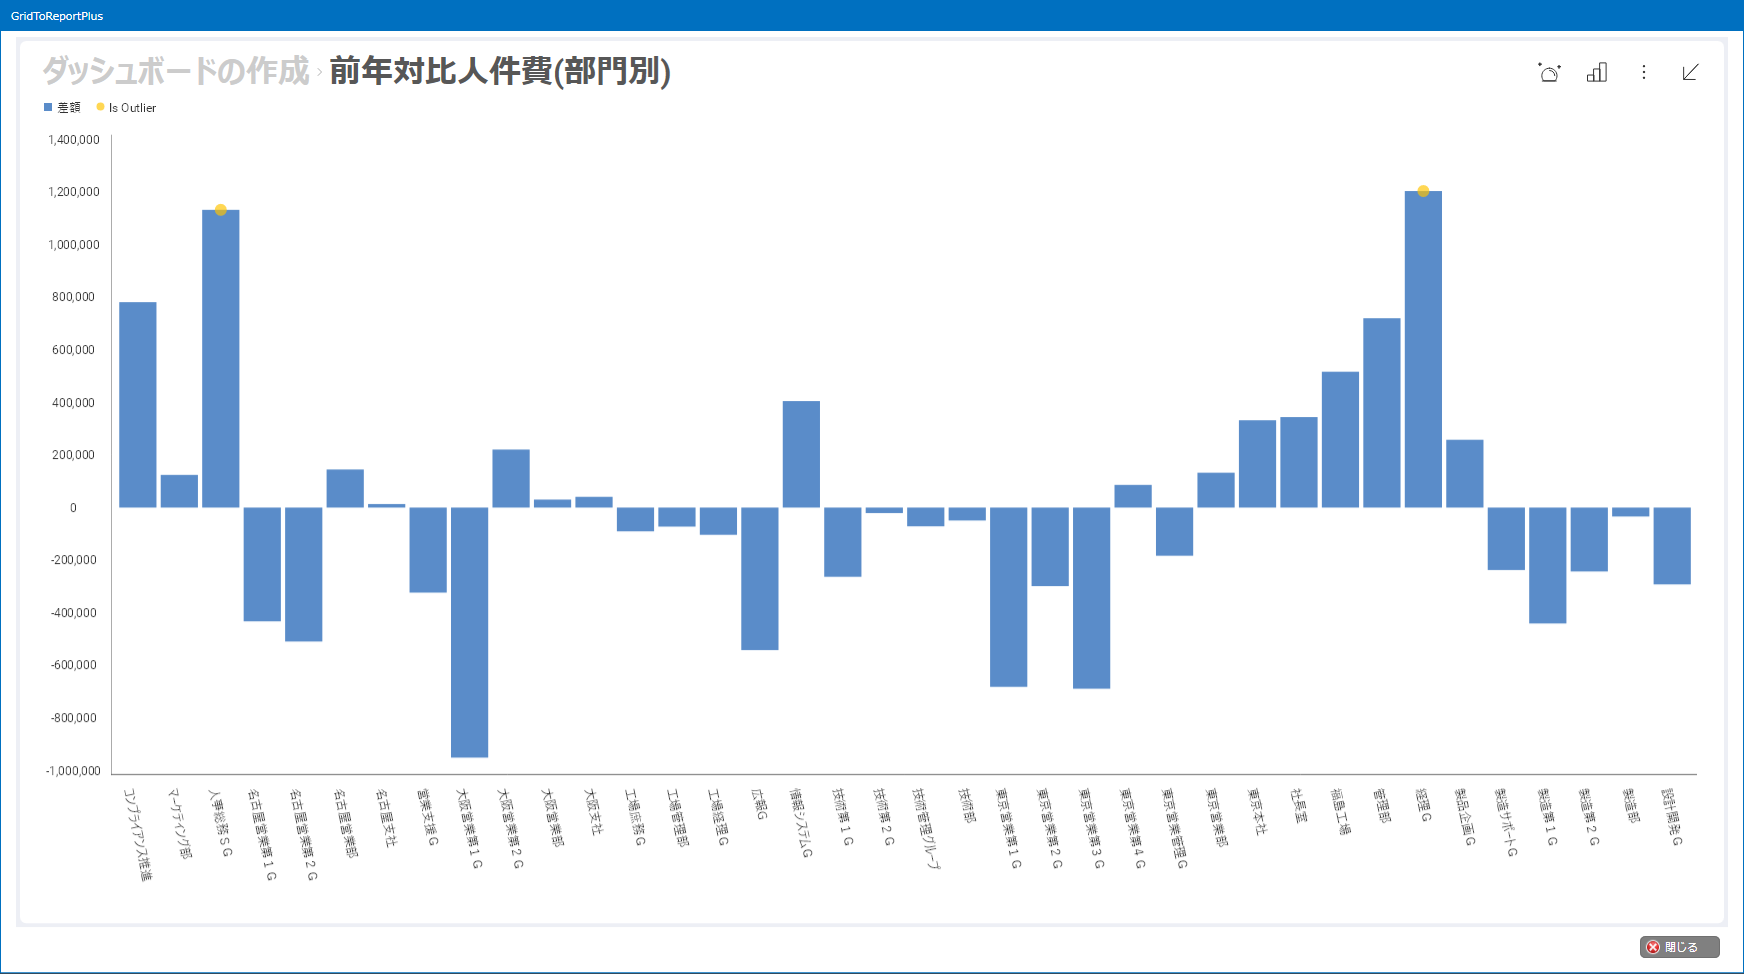 GridToReportPlus
ダッシュボードの作成 › 前年対比人件費(部門別)
差額 Is Outlier
1,400,000
1,200,000
1,000,000
800,000
600,000
400,000
200,000
0
-200,000
-400,000
-600,000
-800,000
-1,000,000
コンプライアンス推進
マーケティング部
人事総務ＳＧ
名古屋営業第１Ｇ
名古屋営業第２Ｇ
名古屋営業部
名古屋支社
営業支援Ｇ
大阪営業第１Ｇ
大阪営業第２Ｇ
大阪営業部
大阪支社
工場庶務Ｇ
工場管理部
工場経理Ｇ
広報G
情報システムＧ
技術第１Ｇ
技術第２Ｇ
技術管理グループ
技術部
東京営業第１Ｇ
東京営業第２Ｇ
東京営業第３Ｇ
東京営業第４Ｇ
東京営業管理Ｇ
東京営業部
東京本社
社長室
福島工場
管理部
経理Ｇ
製品企画Ｇ
製造サポートＧ
製造第１Ｇ
製造第２Ｇ
製造部
設計開発Ｇ
閉じる